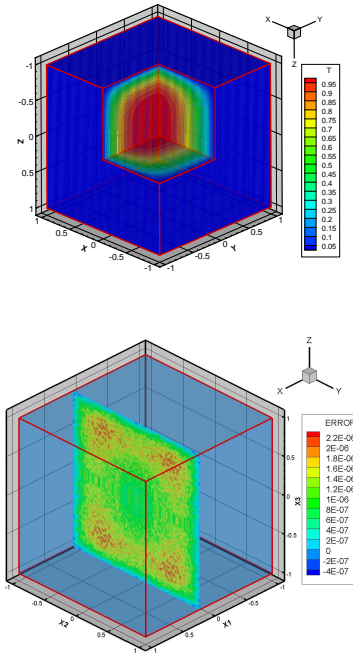 X
Y
Z
T
0.95
0.9
0.85
0.8
0.75
0.7
0.65
0.6
0.55
0.5
0.45
0.4
0.35
0.3
0.25
0.2
0.15
0.1
0.05
-1
-0.5
Z
0
0.5
1
1
0.5
X
0
-0.5
-1
-1
-0.5
0
Y
0.5
1
Z
X
Y
ERROR
2.2E-06
2E-06
1.8E-06
1.6E-06
1.4E-06
1.2E-06
1E-06
8E-07
6E-07
4E-07
2E-07
0
-2E-07
-4E-07
1
0.5
X3
0
-0.5
-1
-1
-0.5
0
X2
0.5
1
1
0.5
X1
0
-0.5
-1